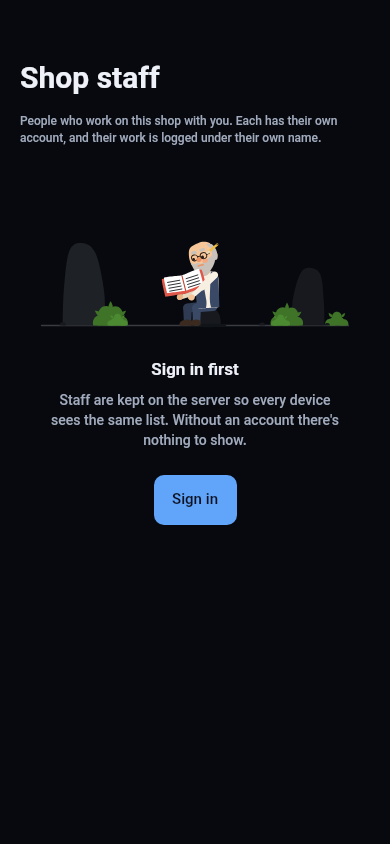 Shop staff
People who work on this shop with you. Each has their own
account, and their work is logged under their own name.
Sign in first
Staff are kept on the server so every device
sees the same list. Without an account there's
nothing to show.
Sign in